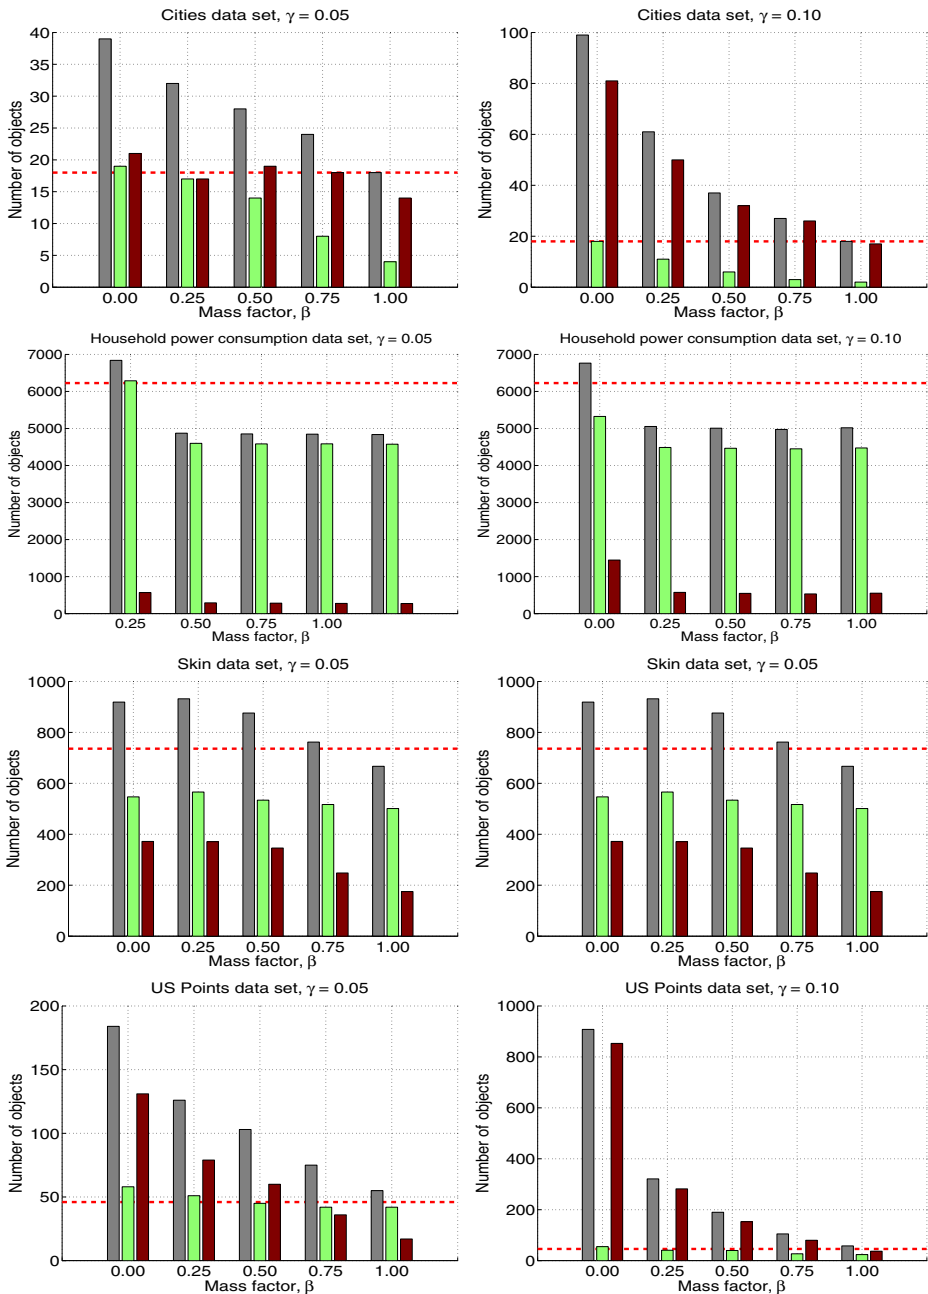 Cities data set, γ = 0.05
Number of objects
40
35
30
25
20
15
10
5
0
0.00 0.25 0.50 0.75 1.00
Mass factor, β
Cities data set, γ = 0.10
Number of objects
100
80
60
40
20
0
0.00 0.25 0.50 0.75 1.00
Mass factor, β
Household power consumption data set, γ = 0.05
Number of objects
7000
6000
5000
4000
3000
2000
1000
0
0.25 0.50 0.75 1.00
Mass factor, β
Household power consumption data set, γ = 0.10
Number of objects
7000
6000
5000
4000
3000
2000
1000
0
0.00 0.25 0.50 0.75 1.00
Mass factor, β
Skin data set, γ = 0.05
Number of objects
1000
800
600
400
200
0
0.00 0.25 0.50 0.75 1.00
Mass factor, β
Skin data set, γ = 0.05
Number of objects
1000
800
600
400
200
0
0.00 0.25 0.50 0.75 1.00
Mass factor, β
US Points data set, γ = 0.05
Number of objects
200
150
100
50
0
0.00 0.25 0.50 0.75 1.00
Mass factor, β
US Points data set, γ = 0.10
Number of objects
1000
800
600
400
200
0
0.00 0.25 0.50 0.75 1.00
Mass factor, β